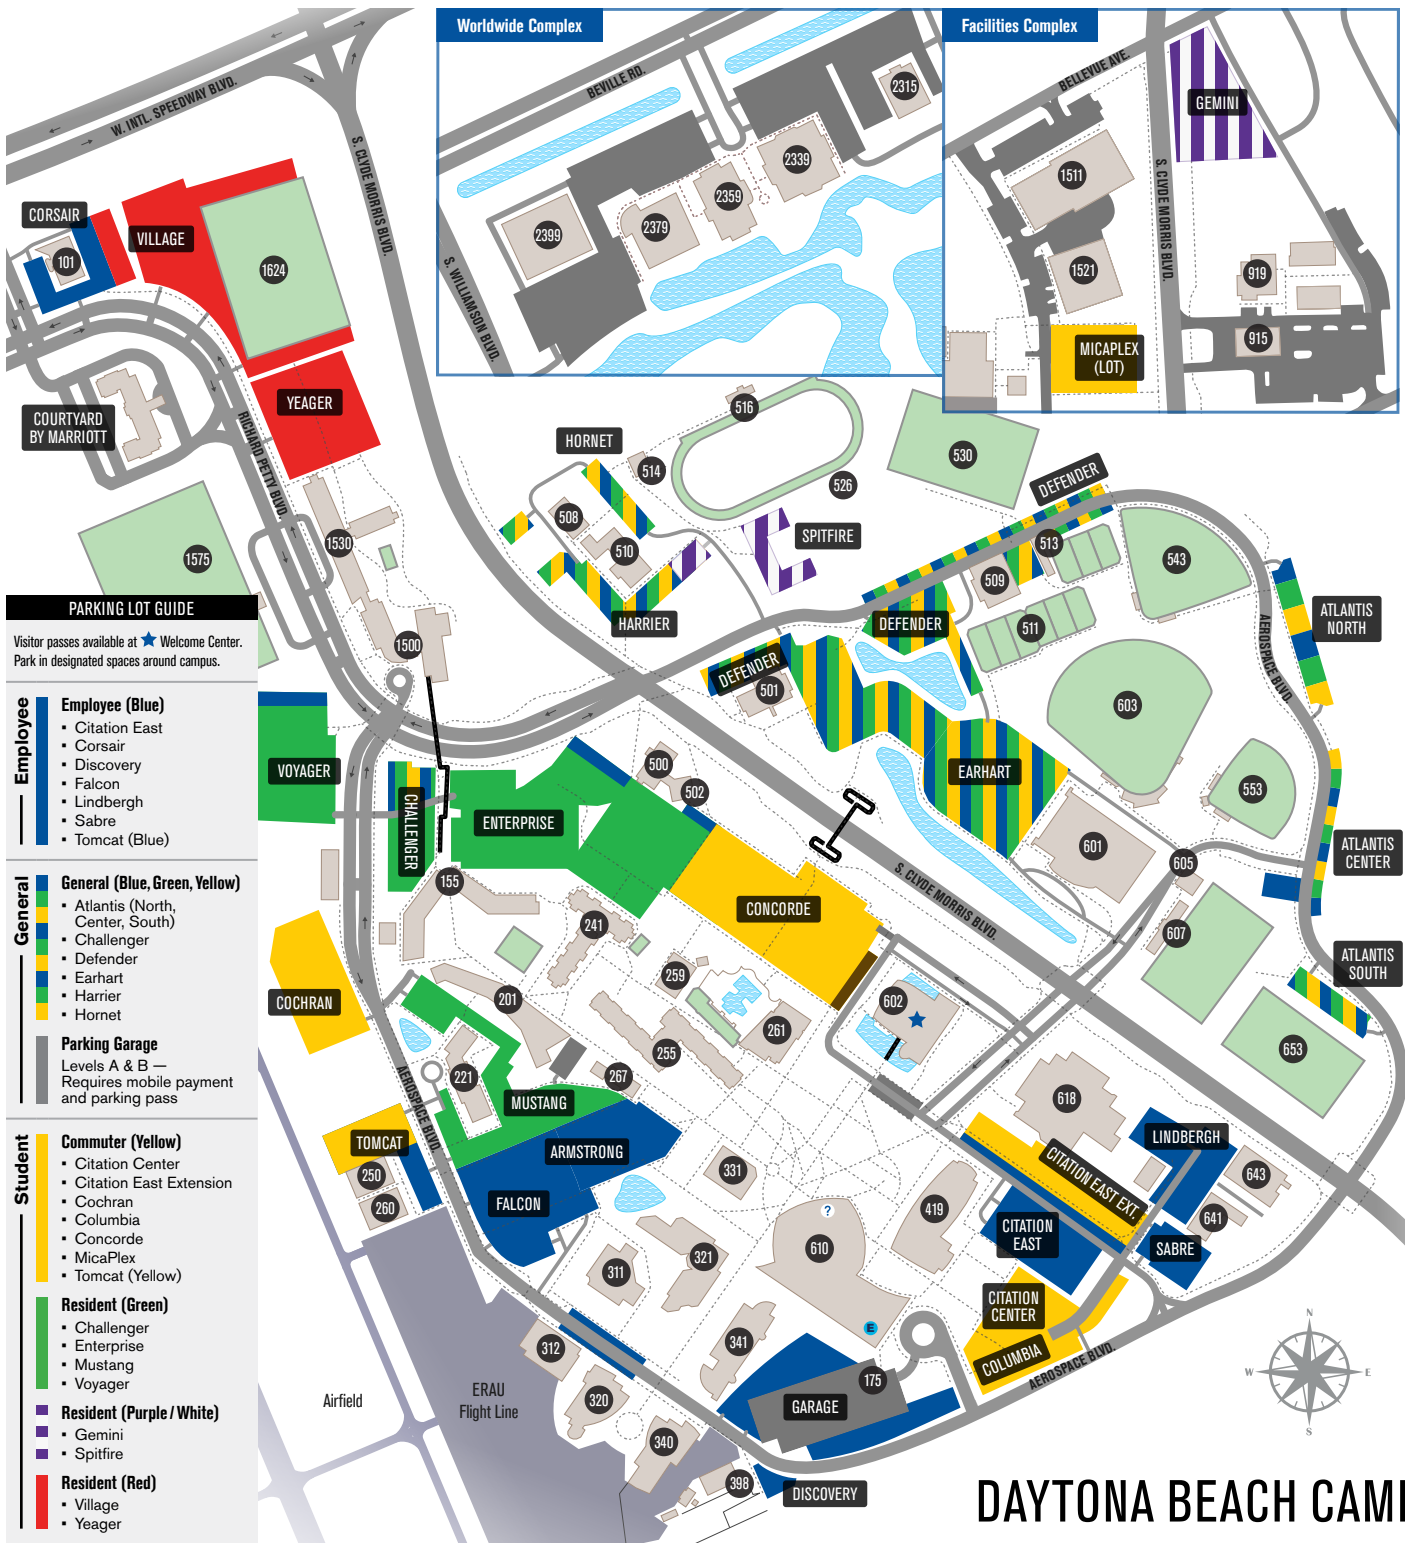 Worldwide Complex
Facilities Complex
W. INTL. SPEEDWAY BLVD.
S. CLYDE MORRIS BLVD.
BEVILLE RD.
S. WILLIAMSON BLVD.
2315
2339
2359
2379
2399
BELLEVUE AVE.
GEMINI
S. CLYDE MORRIS BLVD.
1511
1521
919
915
MICAPLEX
(LOT)
CORSAIR
101
VILLAGE
1624
YEAGER
COURTYARD
BY MARRIOTT
RICHARD PETTY BLVD.
1575
1530
1500
HORNET
516
514
526
530
508
510
SPITFIRE
HARRIER
DEFENDER
513
509
543
511
DEFENDER
DEFENDER
501
ATLANTIS
NORTH
AEROSPACE BLVD.
603
553
EARHART
601
605
607
ATLANTIS
CENTER
ATLANTIS
SOUTH
653
PARKING LOT GUIDE
Visitor passes available at Welcome Center.
Park in designated spaces around campus.
Employee
Employee (Blue)
▪ Citation East
▪ Corsair
▪ Discovery
▪ Falcon
▪ Lindbergh
▪ Sabre
▪ Tomcat (Blue)
General
General (Blue, Green, Yellow)
▪ Atlantis (North,
Center, South)
▪ Challenger
▪ Defender
▪ Earhart
▪ Harrier
▪ Hornet
Parking Garage
Levels A & B —
Requires mobile payment
and parking pass
Student
Commuter (Yellow)
▪ Citation Center
▪ Citation East Extension
▪ Cochran
▪ Columbia
▪ Concorde
▪ MicaPlex
▪ Tomcat (Yellow)
Resident (Green)
▪ Challenger
▪ Enterprise
▪ Mustang
▪ Voyager
Resident (Purple/White)
▪ Gemini
▪ Spitfire
Resident (Red)
▪ Village
▪ Yeager
VOYAGER
CHALLENGER
ENTERPRISE
500
502
155
CONCORDE
S. CLYDE MORRIS BLVD.
241
259
COCHRAN
201
255
261
602
221
267
MUSTANG
AEROSPACE BLVD.
TOMCAT
250
260
ARMSTRONG
FALCON
331
618
LINDBERGH
CITATION EAST EXT.
643
641
419
CITATION
EAST
SABRE
?
610
321
311
CITATION
CENTER
E
312
341
COLUMBIA
AEROSPACE BLVD.
175
GARAGE
320
340
398
DISCOVERY
Airfield
ERAU
Flight Line
N
W
E
S
DAYTONA BEACH CAM